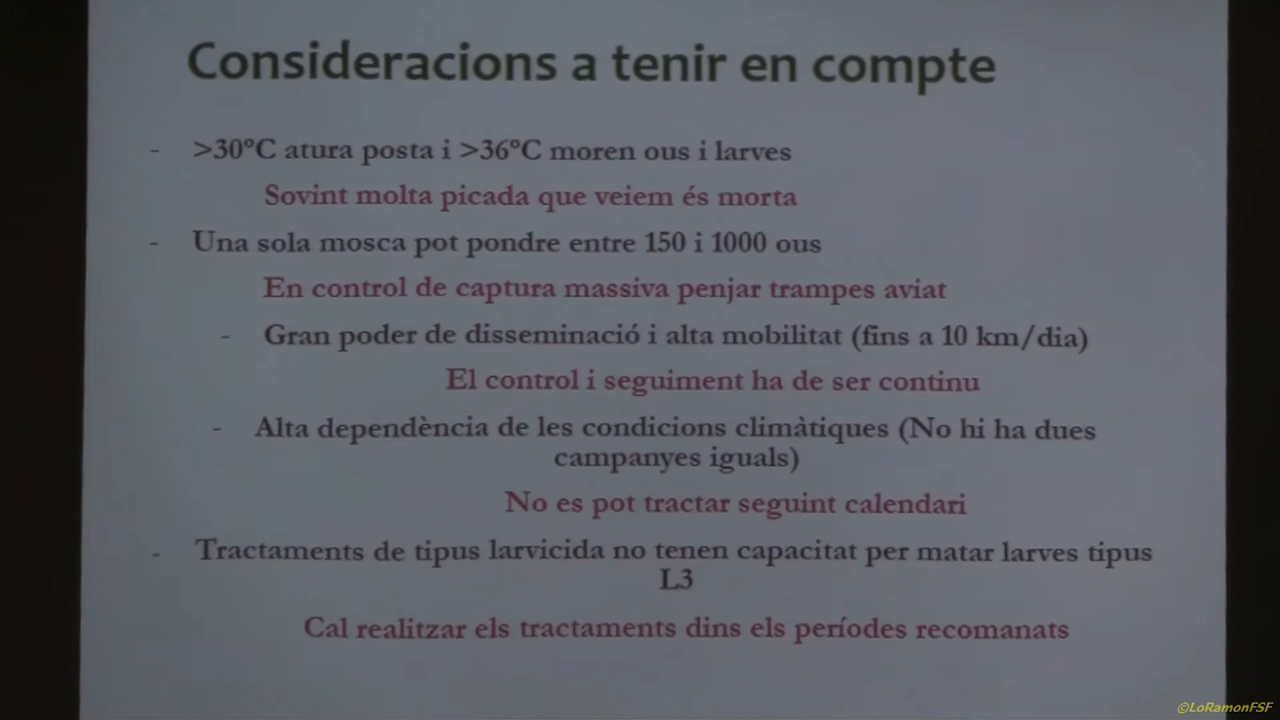 Consideracions a tenir en compte
- >30ºC atura posta i >36ºC moren ous i larves
Sovint molta picada que veiem és morta
- Una sola mosca pot pondre entre 150 i 1000 ous
En control de captura massiva penjar trampes aviat
- Gran poder de disseminació i alta mobilitat (fins a 10 km/dia)
El control i seguiment ha de ser continu
- Alta dependència de les condicions climàtiques (No hi ha dues
campanyes iguals)
No es pot tractar seguint calendari
- Tractaments de tipus larvicida no tenen capacitat per matar larves tipus
L3
Cal realitzar els tractaments dins els períodes recomanats
©LoRamonFSF